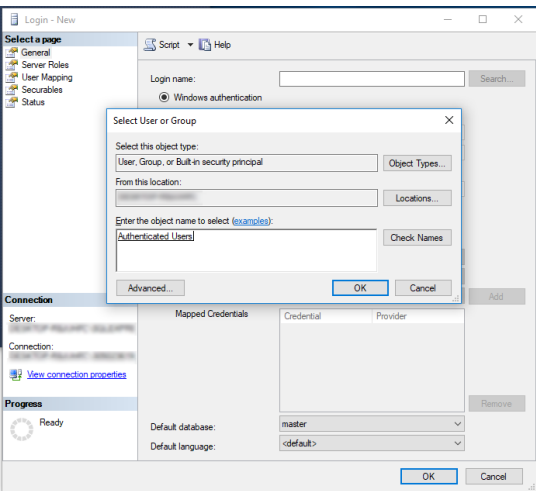 Login - New
Select a page
General
Server Roles
User Mapping
Securables
Status
Script Help
Login name:
Search...
Windows authentication
Select User or Group
Select this object type:
User, Group, or Built-in security principal
Object Types...
From this location:
Locations...
Enter the object name to select (examples):
Authenticated Users
Check Names
Advanced...
OK
Cancel
Add
Mapped Credentials
Credential
Provider
Connection
Server:
Connection:
View connection properties
Progress
Ready
Remove
Default database:
master
Default language:
<default>
OK
Cancel